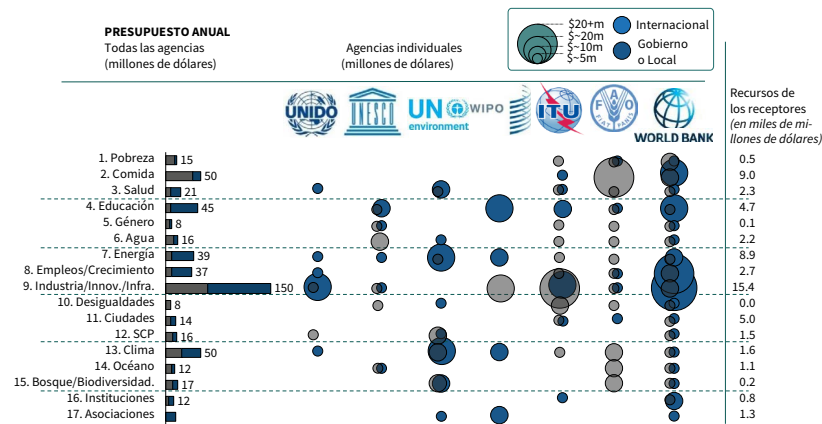 PRESUPUESTO ANUAL
Todas las agencias
(millones de dólares)
Agencias individuales
(millones de dólares)
$20+m
$~20m
$~10m
$~5m
Internacional
Gobierno
o Local
Recursos de
los receptores
(en miles de mi-
llones de dólares)
UNIDO
UNESCO
UN
environment
WIPO
ITU
F A O
FIAT PANIS
WORLD BANK
1. Pobreza 15 0.5
2. Comida 50 9.0
3. Salud 21 2.3
4. Educación 45 4.7
5. Género 8 0.1
6. Agua 16 2.2
7. Energía 39 8.9
8. Empleos/Crecimiento 37 2.7
9. Industria/Innov./Infra. 150 15.4
10. Desigualdades 8 0.0
11. Ciudades 14 5.0
12. SCP 16 1.5
13. Clima 50 1.6
14. Océano 12 1.1
15. Bosque/Biodiversidad. 17 0.2
16. Instituciones 12 0.8
17. Asociaciones 1.3